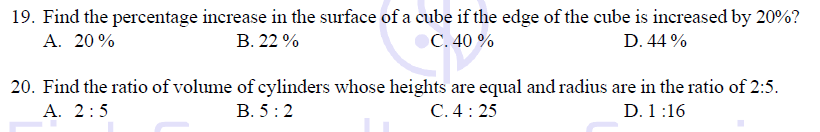 19. Find the percentage increase in the surface of a cube if the edge of the cube is increased by 20%?
A. 20 % B. 22 % C. 40 % D. 44 %
20. Find the ratio of volume of cylinders whose heights are equal and radius are in the ratio of 2:5.
A. 2 : 5 B. 5 : 2 C. 4 : 25 D. 1 :16